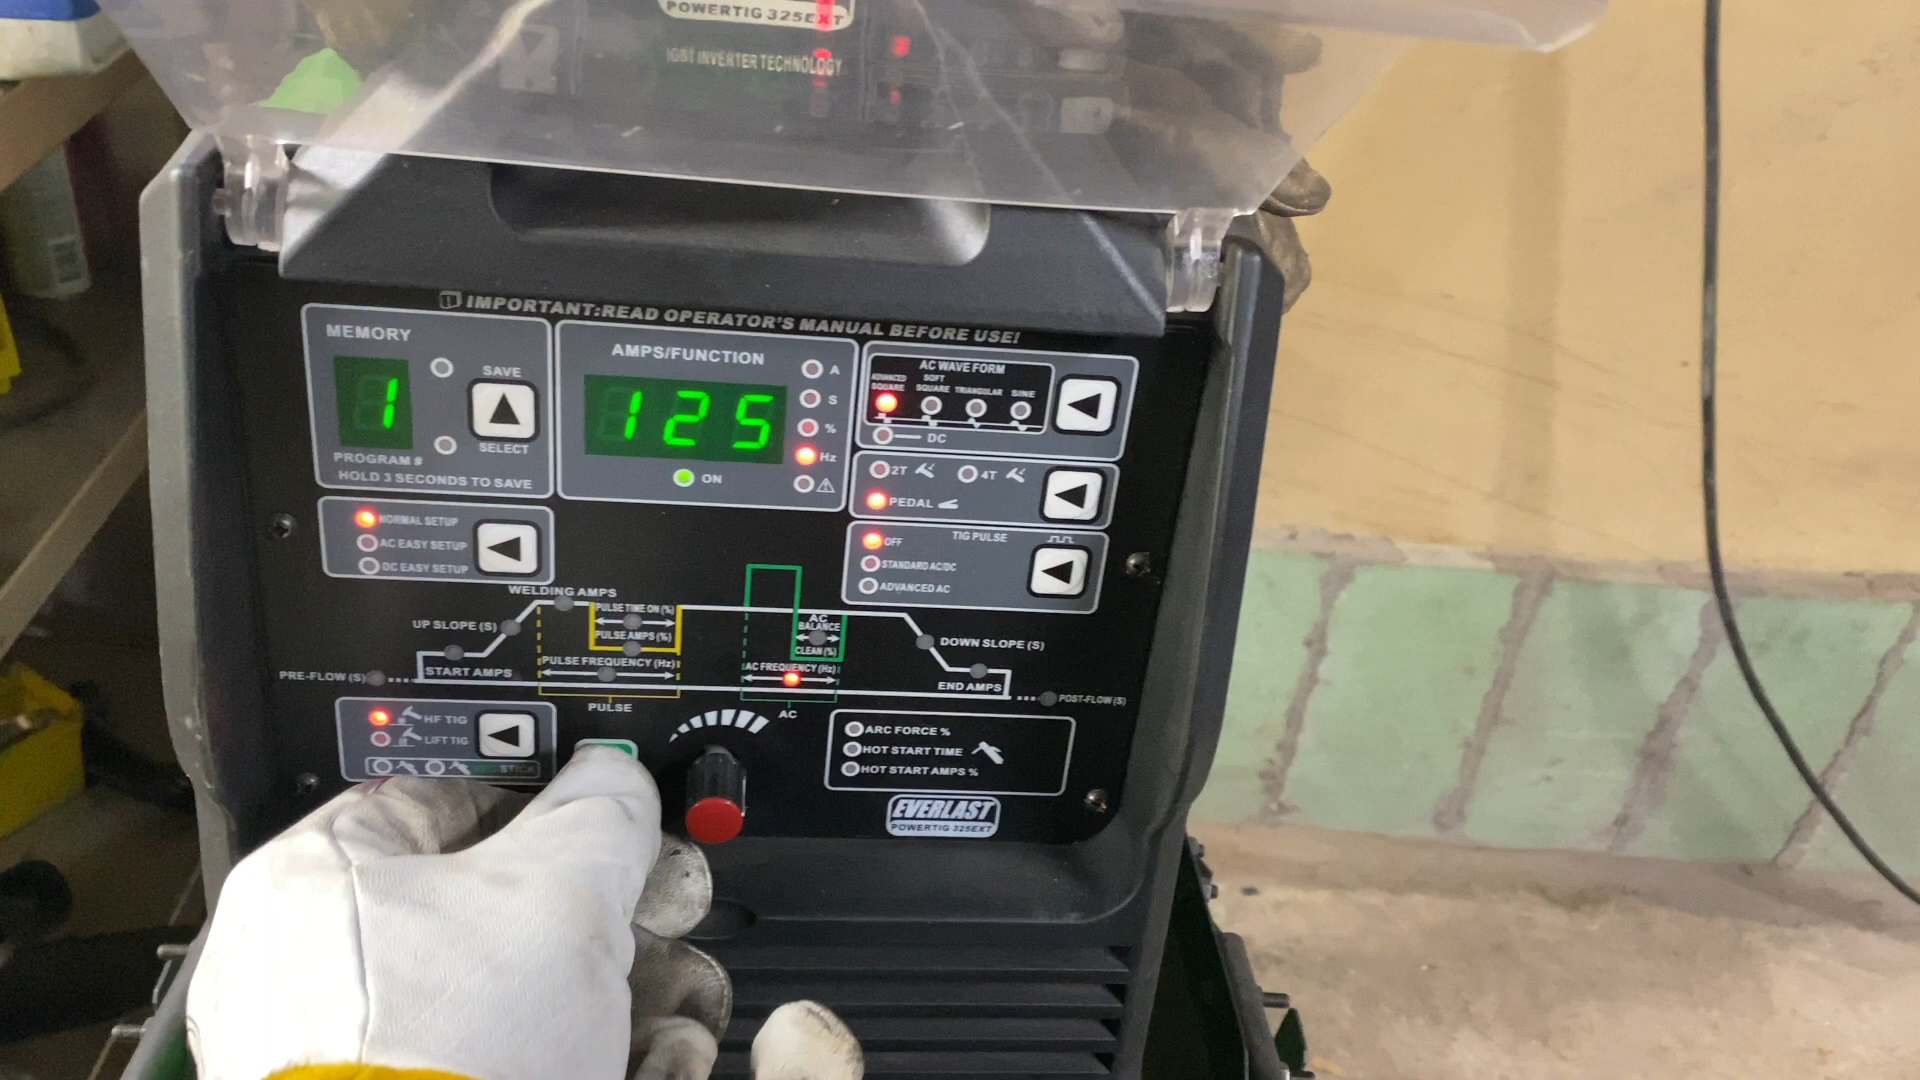 POWERTIG 325EXT
IGBT INVERTER TECHNOLOGY
IMPORTANT:READ OPERATOR'S MANUAL BEFORE USE!
MEMORY
1
SAVE
SELECT
PROGRAM #
HOLD 3 SECONDS TO SAVE
AMPS/FUNCTION
125
ON
A
S
%
Hz
AC WAVE FORM
ADVANCED SQUARE
SOFT SQUARE
TRIANGULAR
SINE
DC
2T
4T
PEDAL
NORMAL SETUP
AC EASY SETUP
DC EASY SETUP
OFF
TIG PULSE
STANDARD AC/DC
ADVANCED AC
WELDING AMPS
UP SLOPE (S)
START AMPS
PRE-FLOW (S)
PULSE TIME ON (%)
PULSE AMPS (%)
PULSE FREQUENCY (Hz)
PULSE
AC
BALANCE
CLEAN (%)
AC FREQUENCY (Hz)
AC
DOWN SLOPE (S)
END AMPS
POST-FLOW (S)
HF TIG
LIFT TIG
STICK
ARC FORCE %
HOT START TIME
HOT START AMPS %
EVERLAST
POWERTIG 325EXT